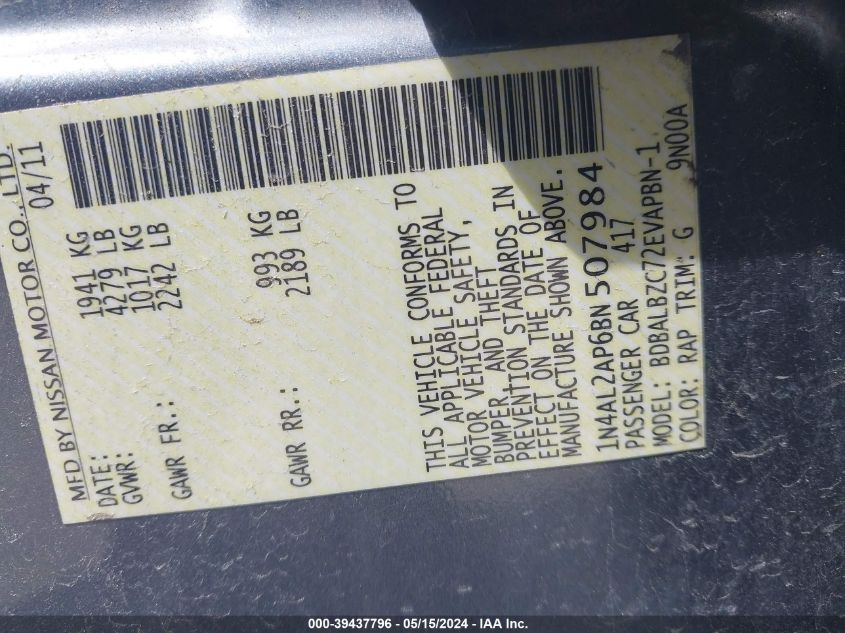 MFD BY NISSAN MOTOR CO., LTD.
DATE: 04/11
GVWR: 1941 KG
4279 LB
GAWR FR.: 1017 KG
2242 LB
GAWR RR.: 993 KG
2189 LB
THIS VEHICLE CONFORMS TO
ALL APPLICABLE FEDERAL
MOTOR VEHICLE SAFETY,
BUMPER, AND THEFT
PREVENTION STANDARDS IN
EFFECT ON THE DATE OF
MANUFACTURE SHOWN ABOVE.
1N4AL2AP6BN507984
PASSENGER CAR 417
MODEL: BDBALBZC72EVAPBN-1
COLOR: RAP TRIM: G 9N00A
000-39437796 - 05/15/2024 - IAA Inc.